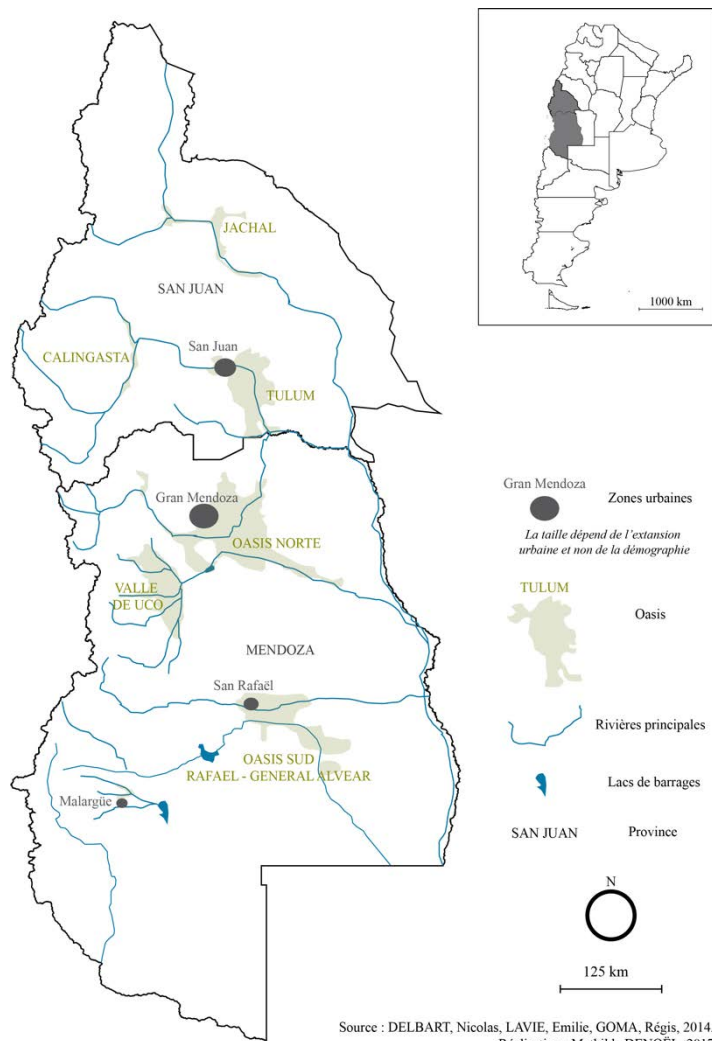 1000 km
JACHAL
SAN JUAN
San Juan
CALINGASTA
TULUM
Gran Mendoza
OASIS NORTE
VALLE
DE UCO
MENDOZA
San Rafaël
OASIS SUD
RAFAEL - GENERAL ALVEAR
Malargüe
Gran Mendoza
Zones urbaines
La taille dépend de l'extansion
urbaine et non de la démographie
TULUM
Oasis
Rivières principales
Lacs de barrages
SAN JUAN
Province
N
125 km
Source : DELBART, Nicolas, LAVIE, Emilie, GOMA, Régis, 2014.